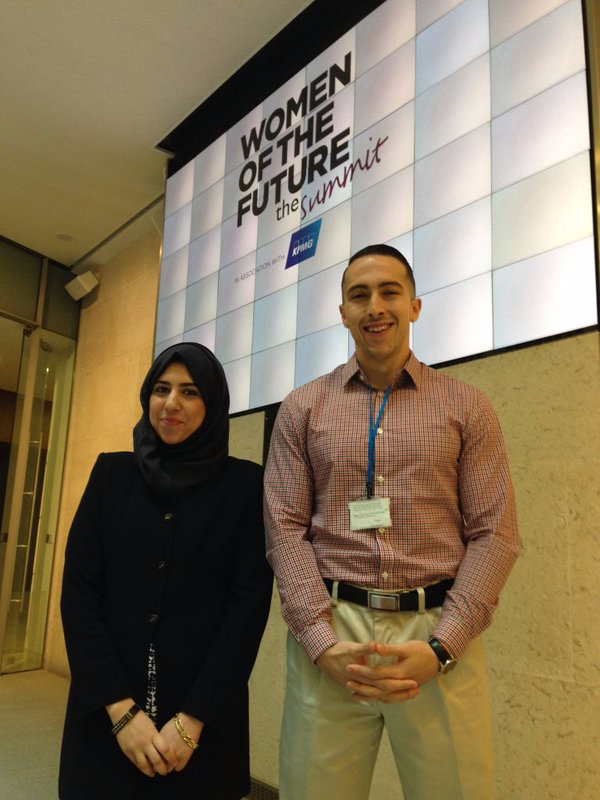 WOMEN
OF THE
FUTURE
the summit
IN ASSOCIATION WITH KPMG